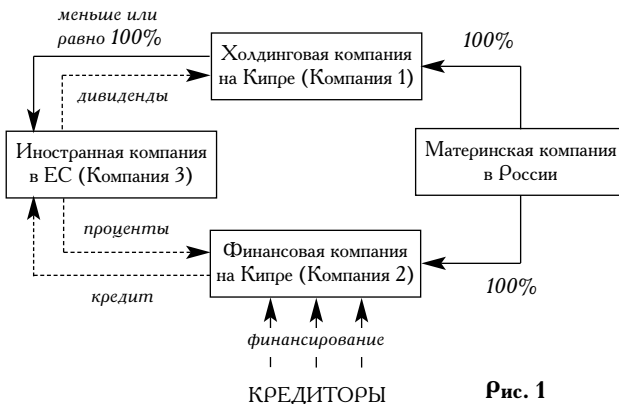 меньше или
равно 100%
Холдинговая компания
на Кипре (Компания 1)
100%
дивиденды
Иностранная компания
в ЕС (Компания 3)
Материнская компания
в России
проценты
Финансовая компания
на Кипре (Компания 2)
кредит
100%
финансирование
КРЕДИТОРЫ
Рис. 1